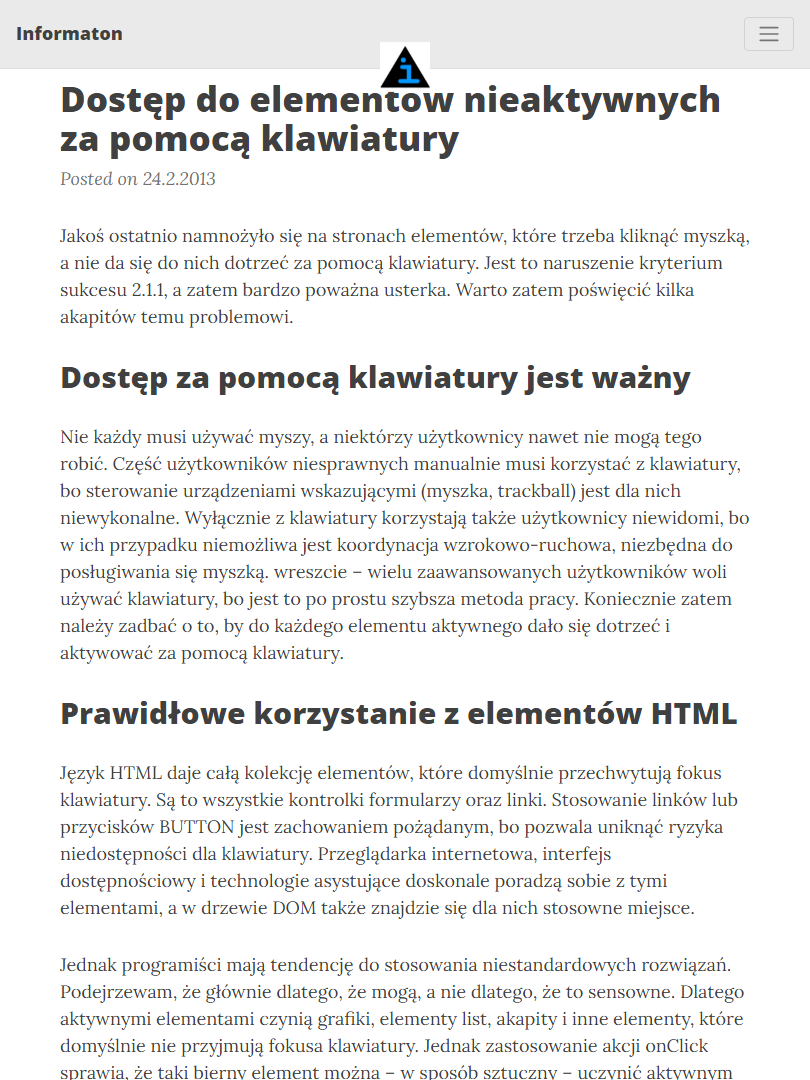 Informaton
Dostęp do elementów nieaktywnych
za pomocą klawiatury
Posted on 24.2.2013
Jakoś ostatnio namnożyło się na stronach elementów, które trzeba kliknąć myszką,
a nie da się do nich dotrzeć za pomocą klawiatury. Jest to naruszenie kryterium
sukcesu 2.1.1, a zatem bardzo poważna usterka. Warto zatem poświęcić kilka
akapitów temu problemowi.
Dostęp za pomocą klawiatury jest ważny
Nie każdy musi używać myszy, a niektórzy użytkownicy nawet nie mogą tego
robić. Część użytkowników niesprawnych manualnie musi korzystać z klawiatury,
bo sterowanie urządzeniami wskazującymi (myszka, trackball) jest dla nich
niewykonalne. Wyłącznie z klawiatury korzystają także użytkownicy niewidomi, bo
w ich przypadku niemożliwa jest koordynacja wzrokowo-ruchowa, niezbędna do
posługiwania się myszką. wreszcie – wielu zaawansowanych użytkowników woli
używać klawiatury, bo jest to po prostu szybsza metoda pracy. Koniecznie zatem
należy zadbać o to, by do każdego elementu aktywnego dało się dotrzeć i
aktywować za pomocą klawiatury.
Prawidłowe korzystanie z elementów HTML
Język HTML daje całą kolekcję elementów, które domyślnie przechwytują fokus
klawiatury. Są to wszystkie kontrolki formularzy oraz linki. Stosowanie linków lub
przycisków BUTTON jest zachowaniem pożądanym, bo pozwala uniknąć ryzyka
niedostępności dla klawiatury. Przeglądarka internetowa, interfejs
dostępnościowy i technologie asystujące doskonale poradzą sobie z tymi
elementami, a w drzewie DOM także znajdzie się dla nich stosowne miejsce.
Jednak programiści mają tendencję do stosowania niestandardowych rozwiązań.
Podejrzewam, że głównie dlatego, że mogą, a nie dlatego, że to sensowne. Dlatego
aktywnymi elementami czynią grafiki, elementy list, akapity i inne elementy, które
domyślnie nie przyjmują fokusa klawiatury. Jednak zastosowanie akcji onClick
sprawia, że taki bierny element można – w sposób sztuczny – uczynić aktywnym